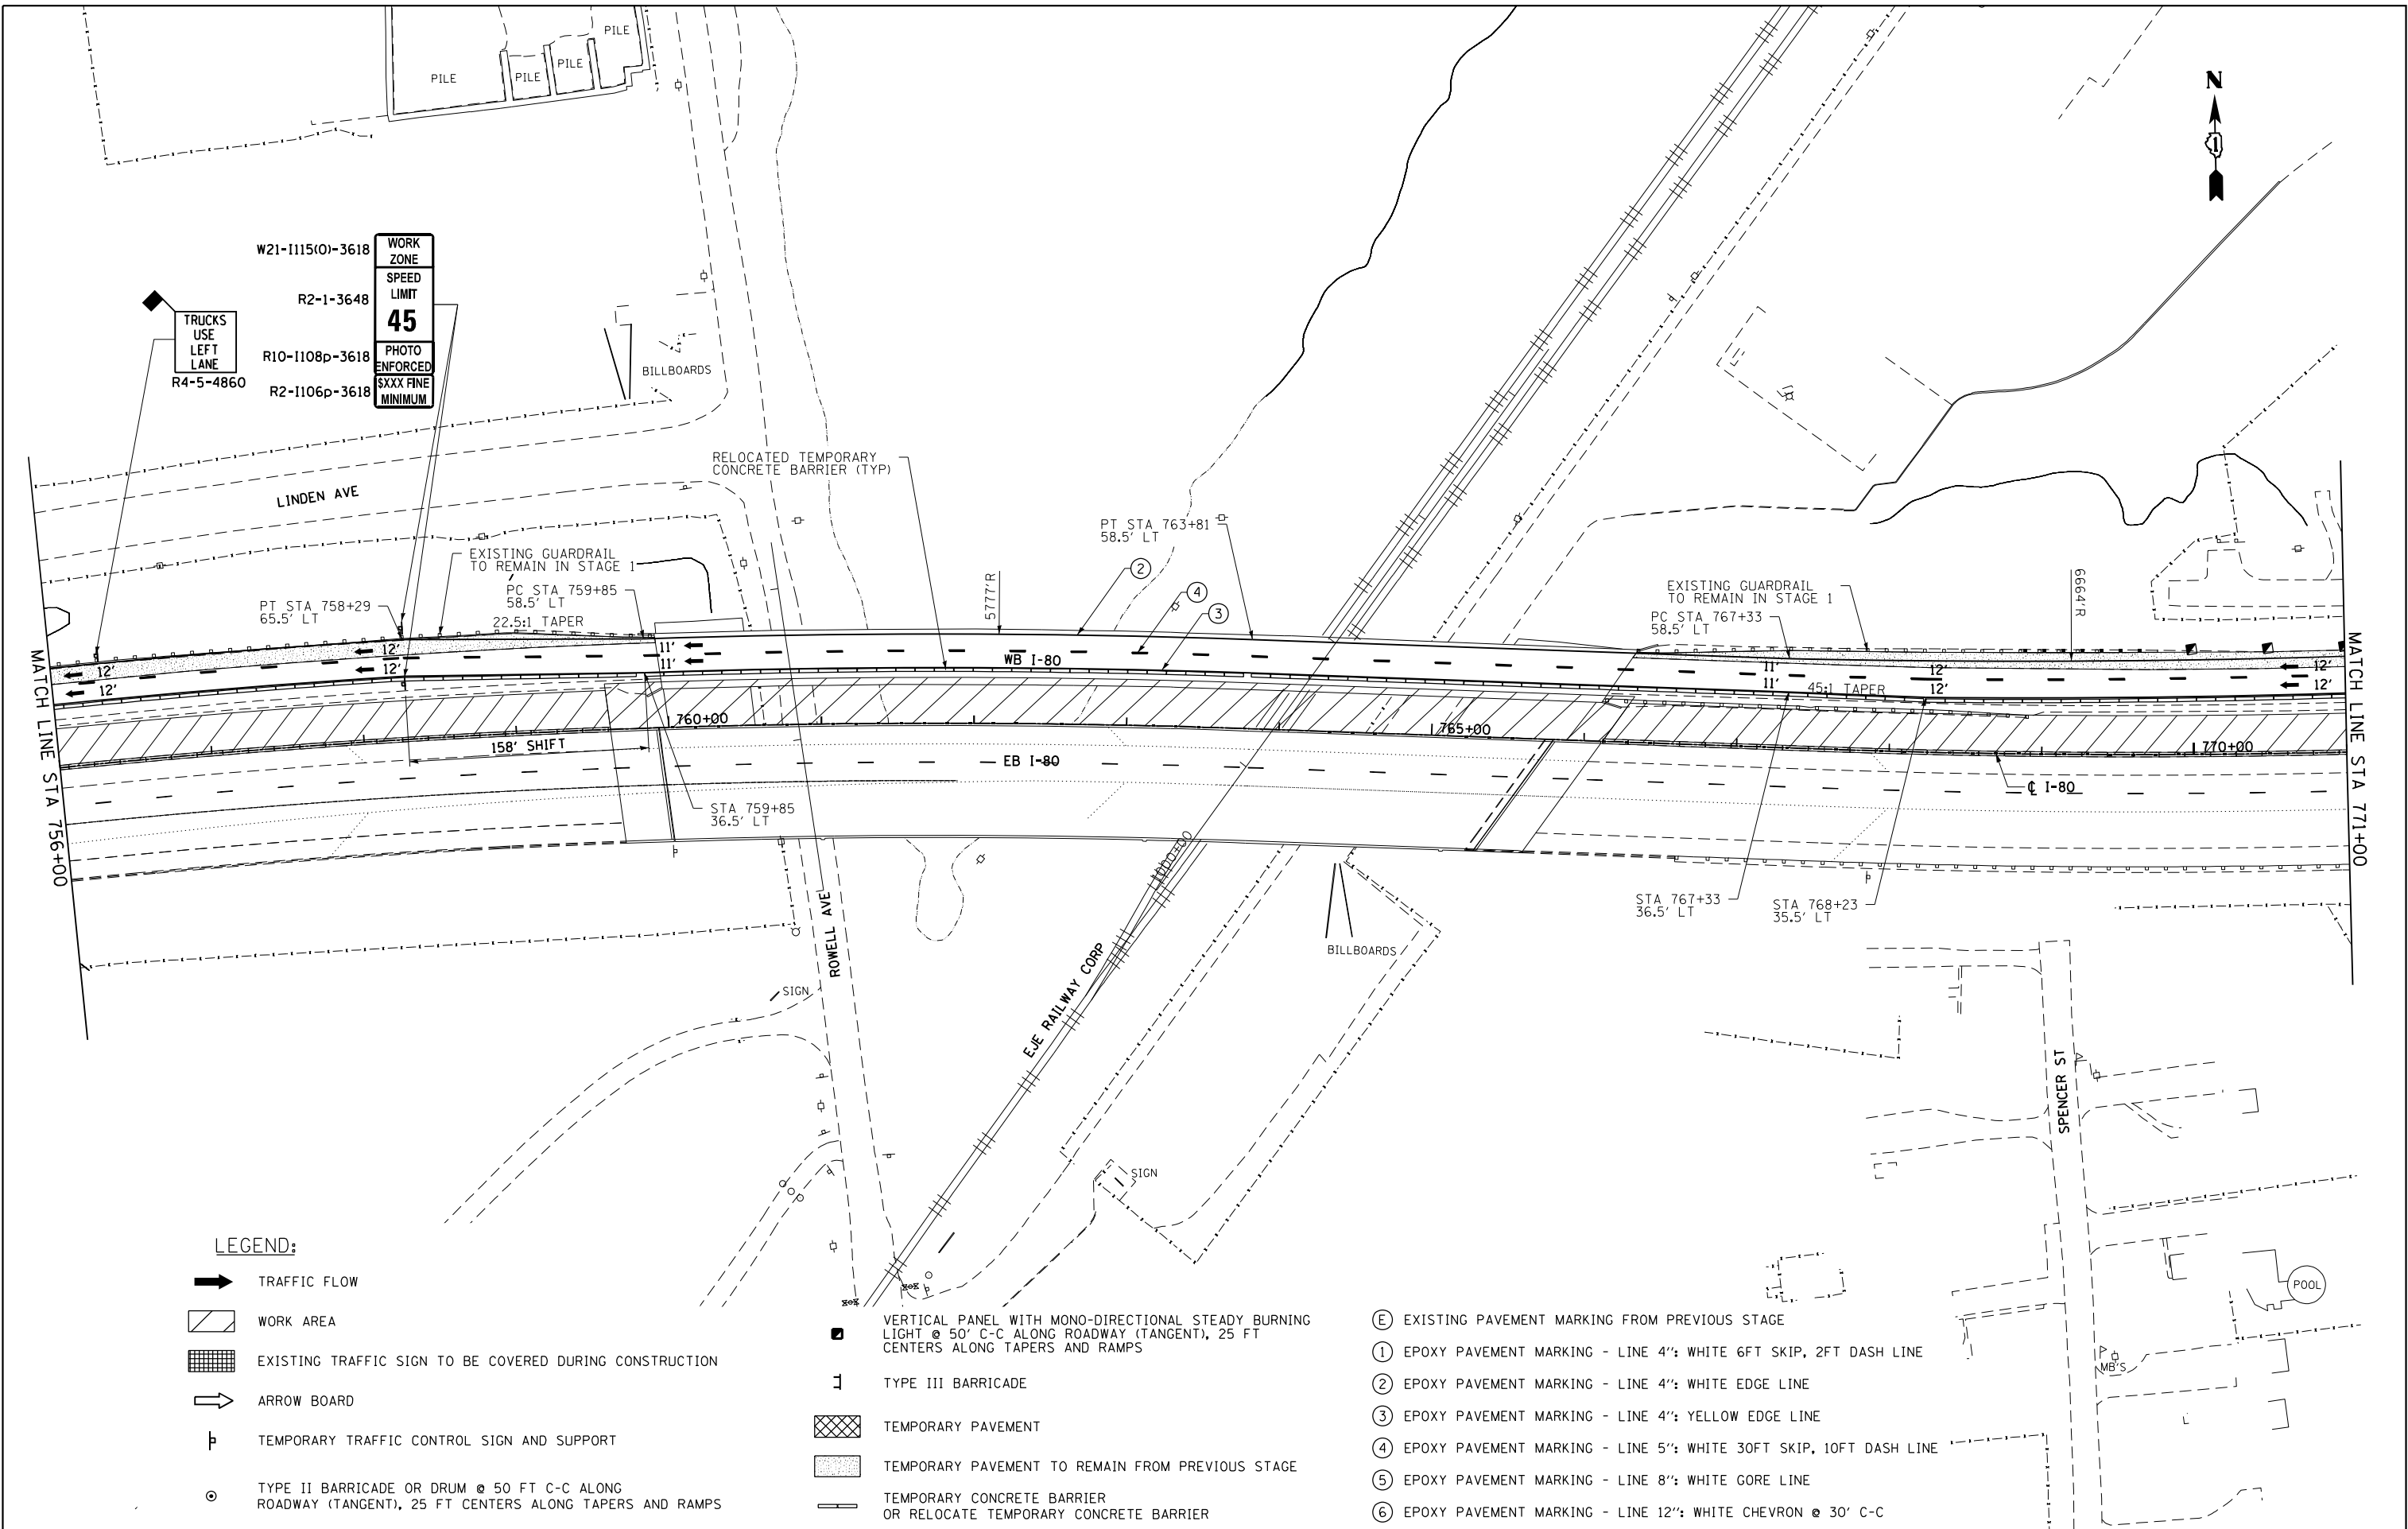 PILE
PILE
PILE
PILE
N
1
W21-I115(O)-3618
WORK
ZONE
SPEED
LIMIT
45
R2-1-3648
R10-I108p-3618
PHOTO
ENFORCED
R2-I106p-3618
$XXX FINE
MINIMUM
TRUCKS
USE
LEFT
LANE
R4-5-4860
BILLBOARDS
LINDEN AVE
RELOCATED TEMPORARY
CONCRETE BARRIER (TYP)
EXISTING GUARDRAIL
TO REMAIN IN STAGE 1
PC STA 759+85
58.5' LT
22.5:1 TAPER
PT STA 758+29
65.5' LT
PT STA 763+81
58.5' LT
5777'R
2
4
3
EXISTING GUARDRAIL
TO REMAIN IN STAGE 1
PC STA 767+33
58.5' LT
6664'R
MATCH LINE STA 756+00
MATCH LINE STA 771+00
12'
12'
12'
12'
11'
11'
WB I-80
11'
11'
12'
12'
12'
12'
45:1 TAPER
760+00
765+00
770+00
158' SHIFT
EB I-80
℄ I-80
STA 759+85
36.5' LT
STA 767+33
36.5' LT
STA 768+23
35.5' LT
1000+00
ROWELL AVE
EJE RAILWAY CORP
BILLBOARDS
SIGN
SIGN
SPENCER ST
POOL
MB'S
LEGEND:
TRAFFIC FLOW
WORK AREA
EXISTING TRAFFIC SIGN TO BE COVERED DURING CONSTRUCTION
ARROW BOARD
TEMPORARY TRAFFIC CONTROL SIGN AND SUPPORT
TYPE II BARRICADE OR DRUM @ 50 FT C-C ALONG
ROADWAY (TANGENT), 25 FT CENTERS ALONG TAPERS AND RAMPS
VERTICAL PANEL WITH MONO-DIRECTIONAL STEADY BURNING
LIGHT @ 50' C-C ALONG ROADWAY (TANGENT), 25 FT
CENTERS ALONG TAPERS AND RAMPS
TYPE III BARRICADE
TEMPORARY PAVEMENT
TEMPORARY PAVEMENT TO REMAIN FROM PREVIOUS STAGE
TEMPORARY CONCRETE BARRIER
OR RELOCATE TEMPORARY CONCRETE BARRIER
E EXISTING PAVEMENT MARKING FROM PREVIOUS STAGE
1 EPOXY PAVEMENT MARKING - LINE 4": WHITE 6FT SKIP, 2FT DASH LINE
2 EPOXY PAVEMENT MARKING - LINE 4": WHITE EDGE LINE
3 EPOXY PAVEMENT MARKING - LINE 4": YELLOW EDGE LINE
4 EPOXY PAVEMENT MARKING - LINE 5": WHITE 30FT SKIP, 10FT DASH LINE
5 EPOXY PAVEMENT MARKING - LINE 8": WHITE GORE LINE
6 EPOXY PAVEMENT MARKING - LINE 12": WHITE CHEVRON @ 30' C-C